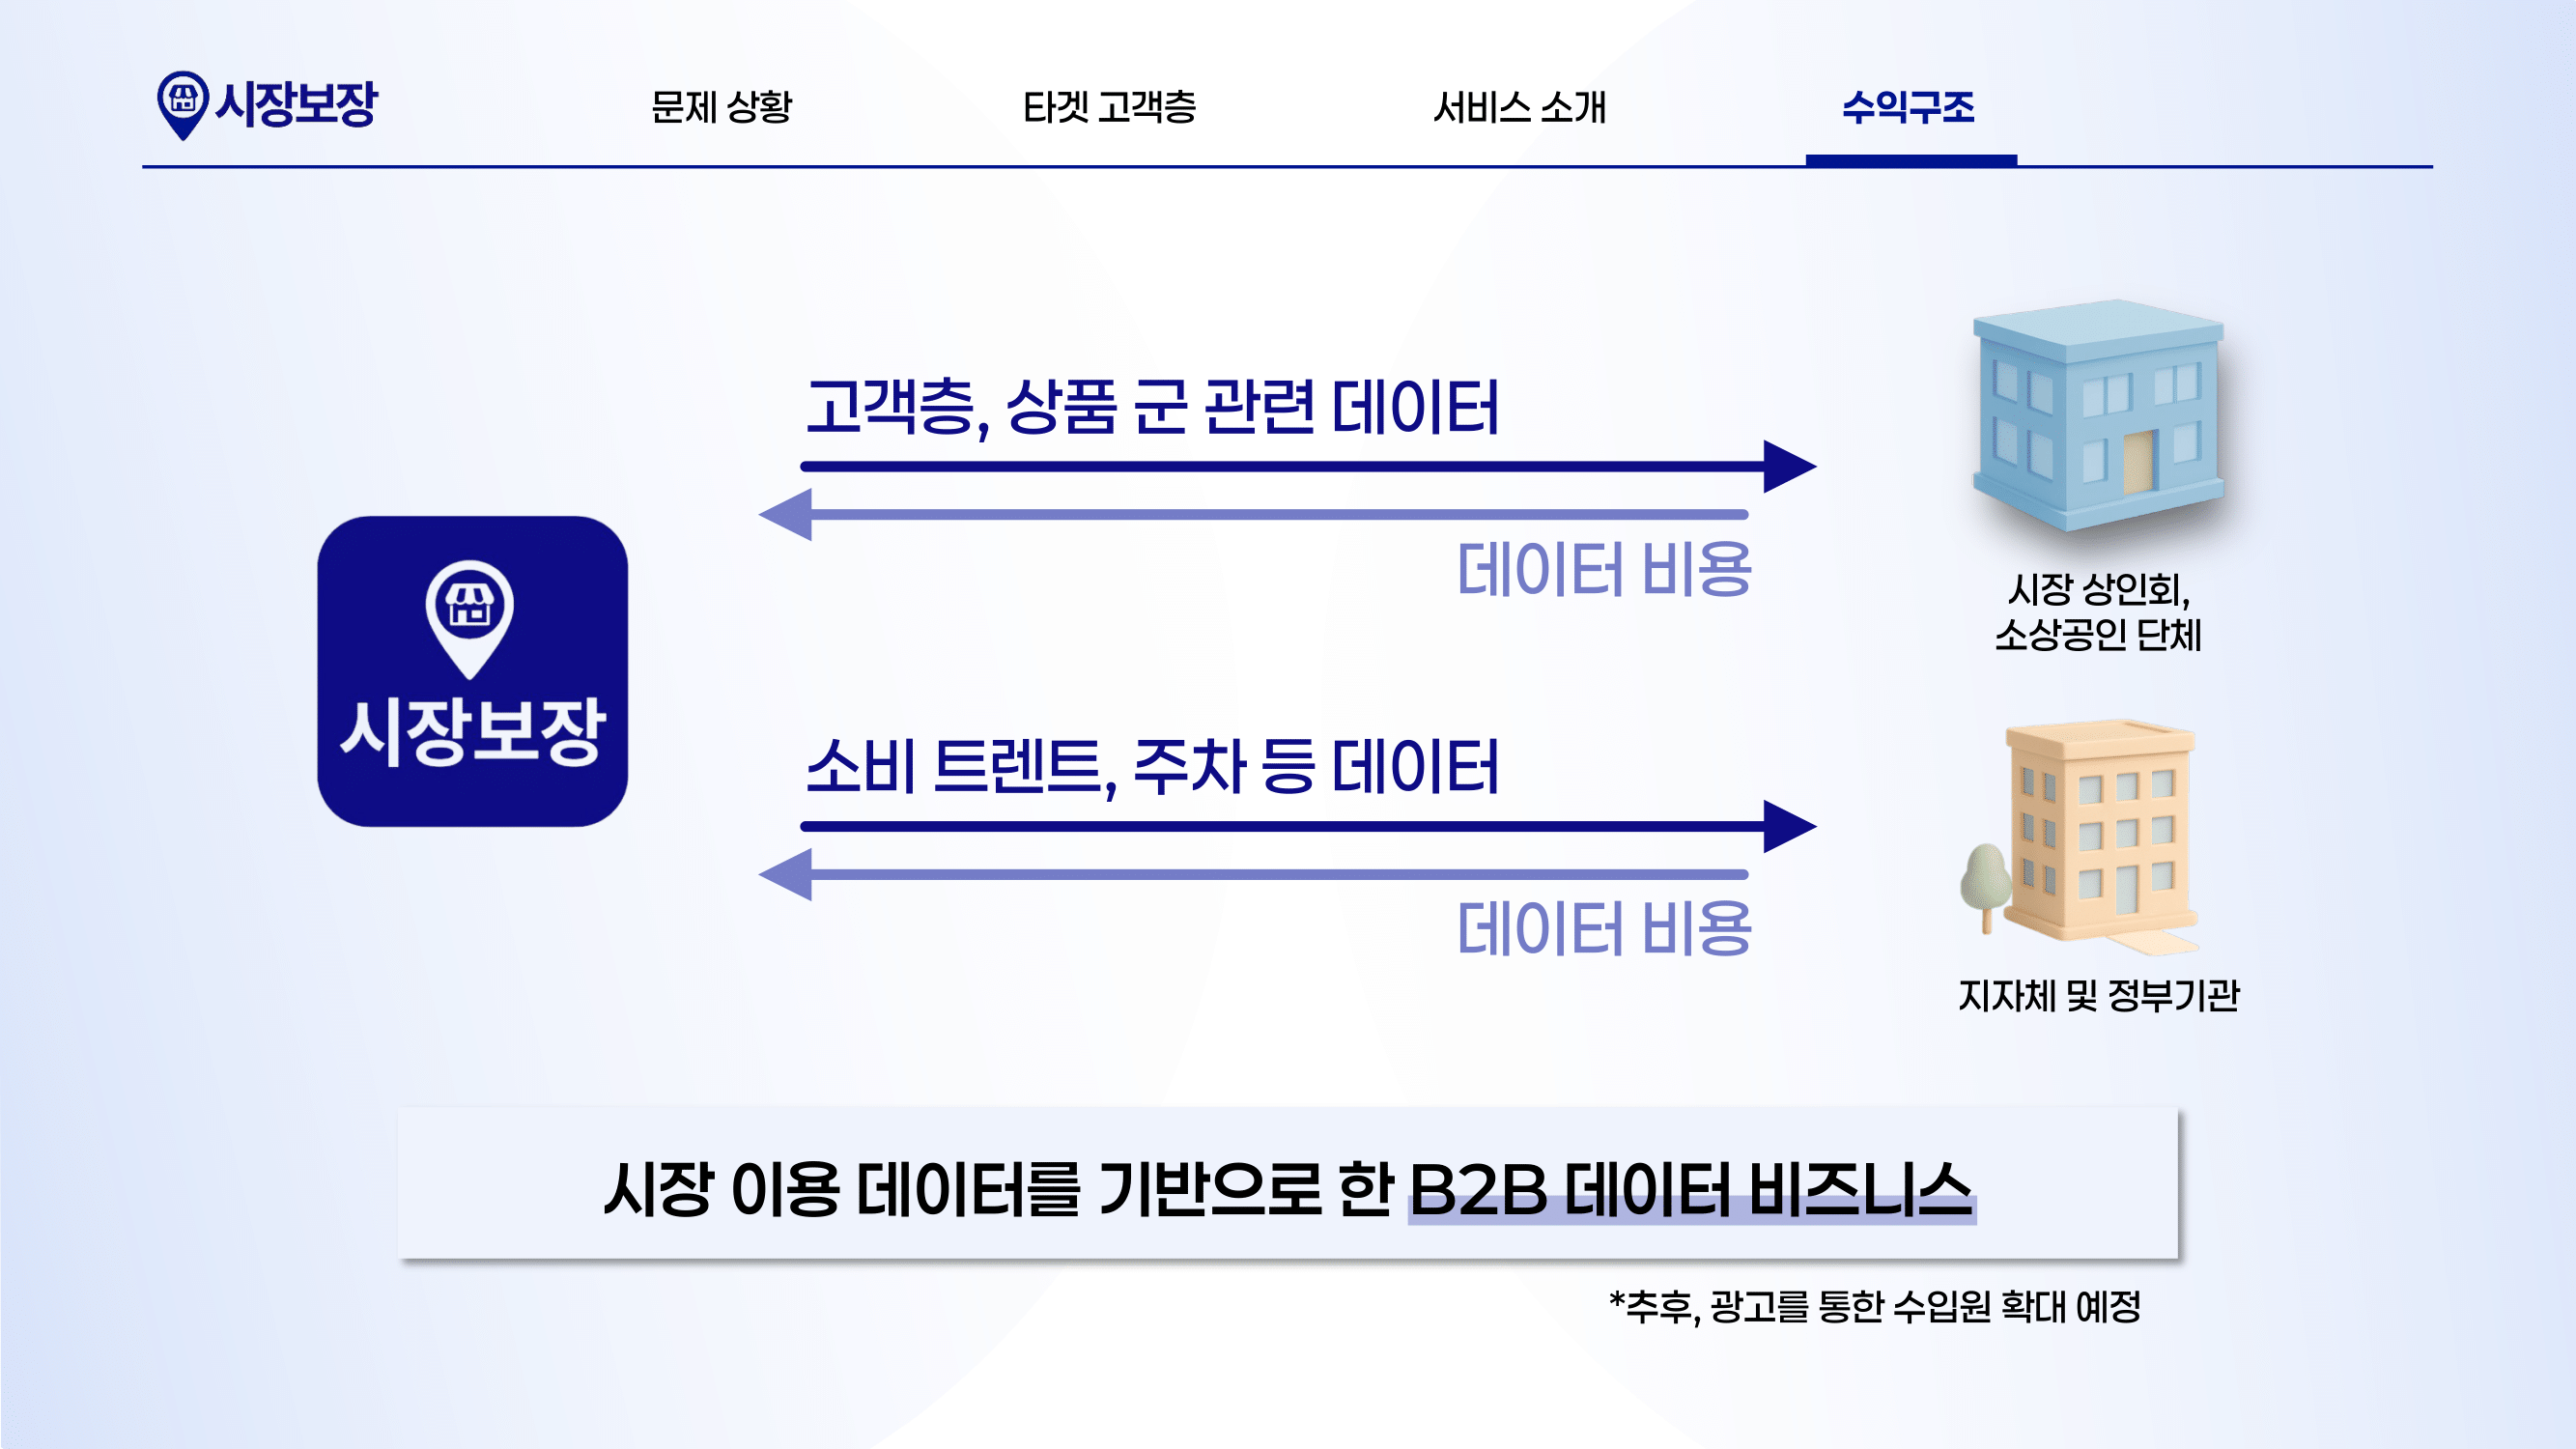 시장보장
문제 상황
타겟 고객층
서비스 소개
수익구조
고객층, 상품 군 관련 데이터
데이터 비용
시장 상인회,
소상공인 단체
시장보장
소비 트렌트, 주차 등 데이터
데이터 비용
지자체 및 정부기관
시장 이용 데이터를 기반으로 한 B2B 데이터 비즈니스
*추후, 광고를 통한 수입원 확대 예정